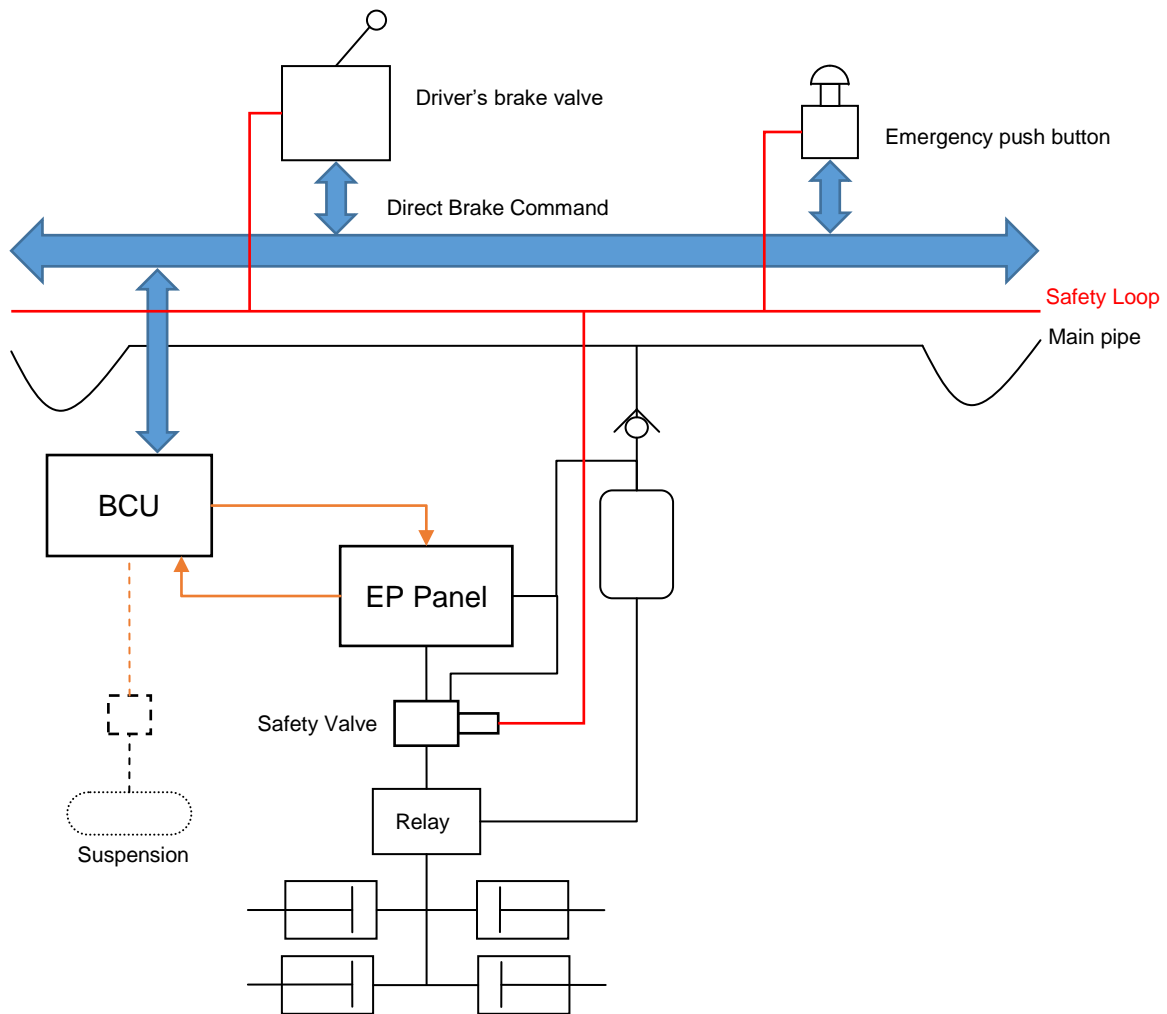 Driver's brake valve
Emergency push button
Direct Brake Command
Safety Loop
Main pipe
BCU
EP Panel
Safety Valve
Relay
Suspension